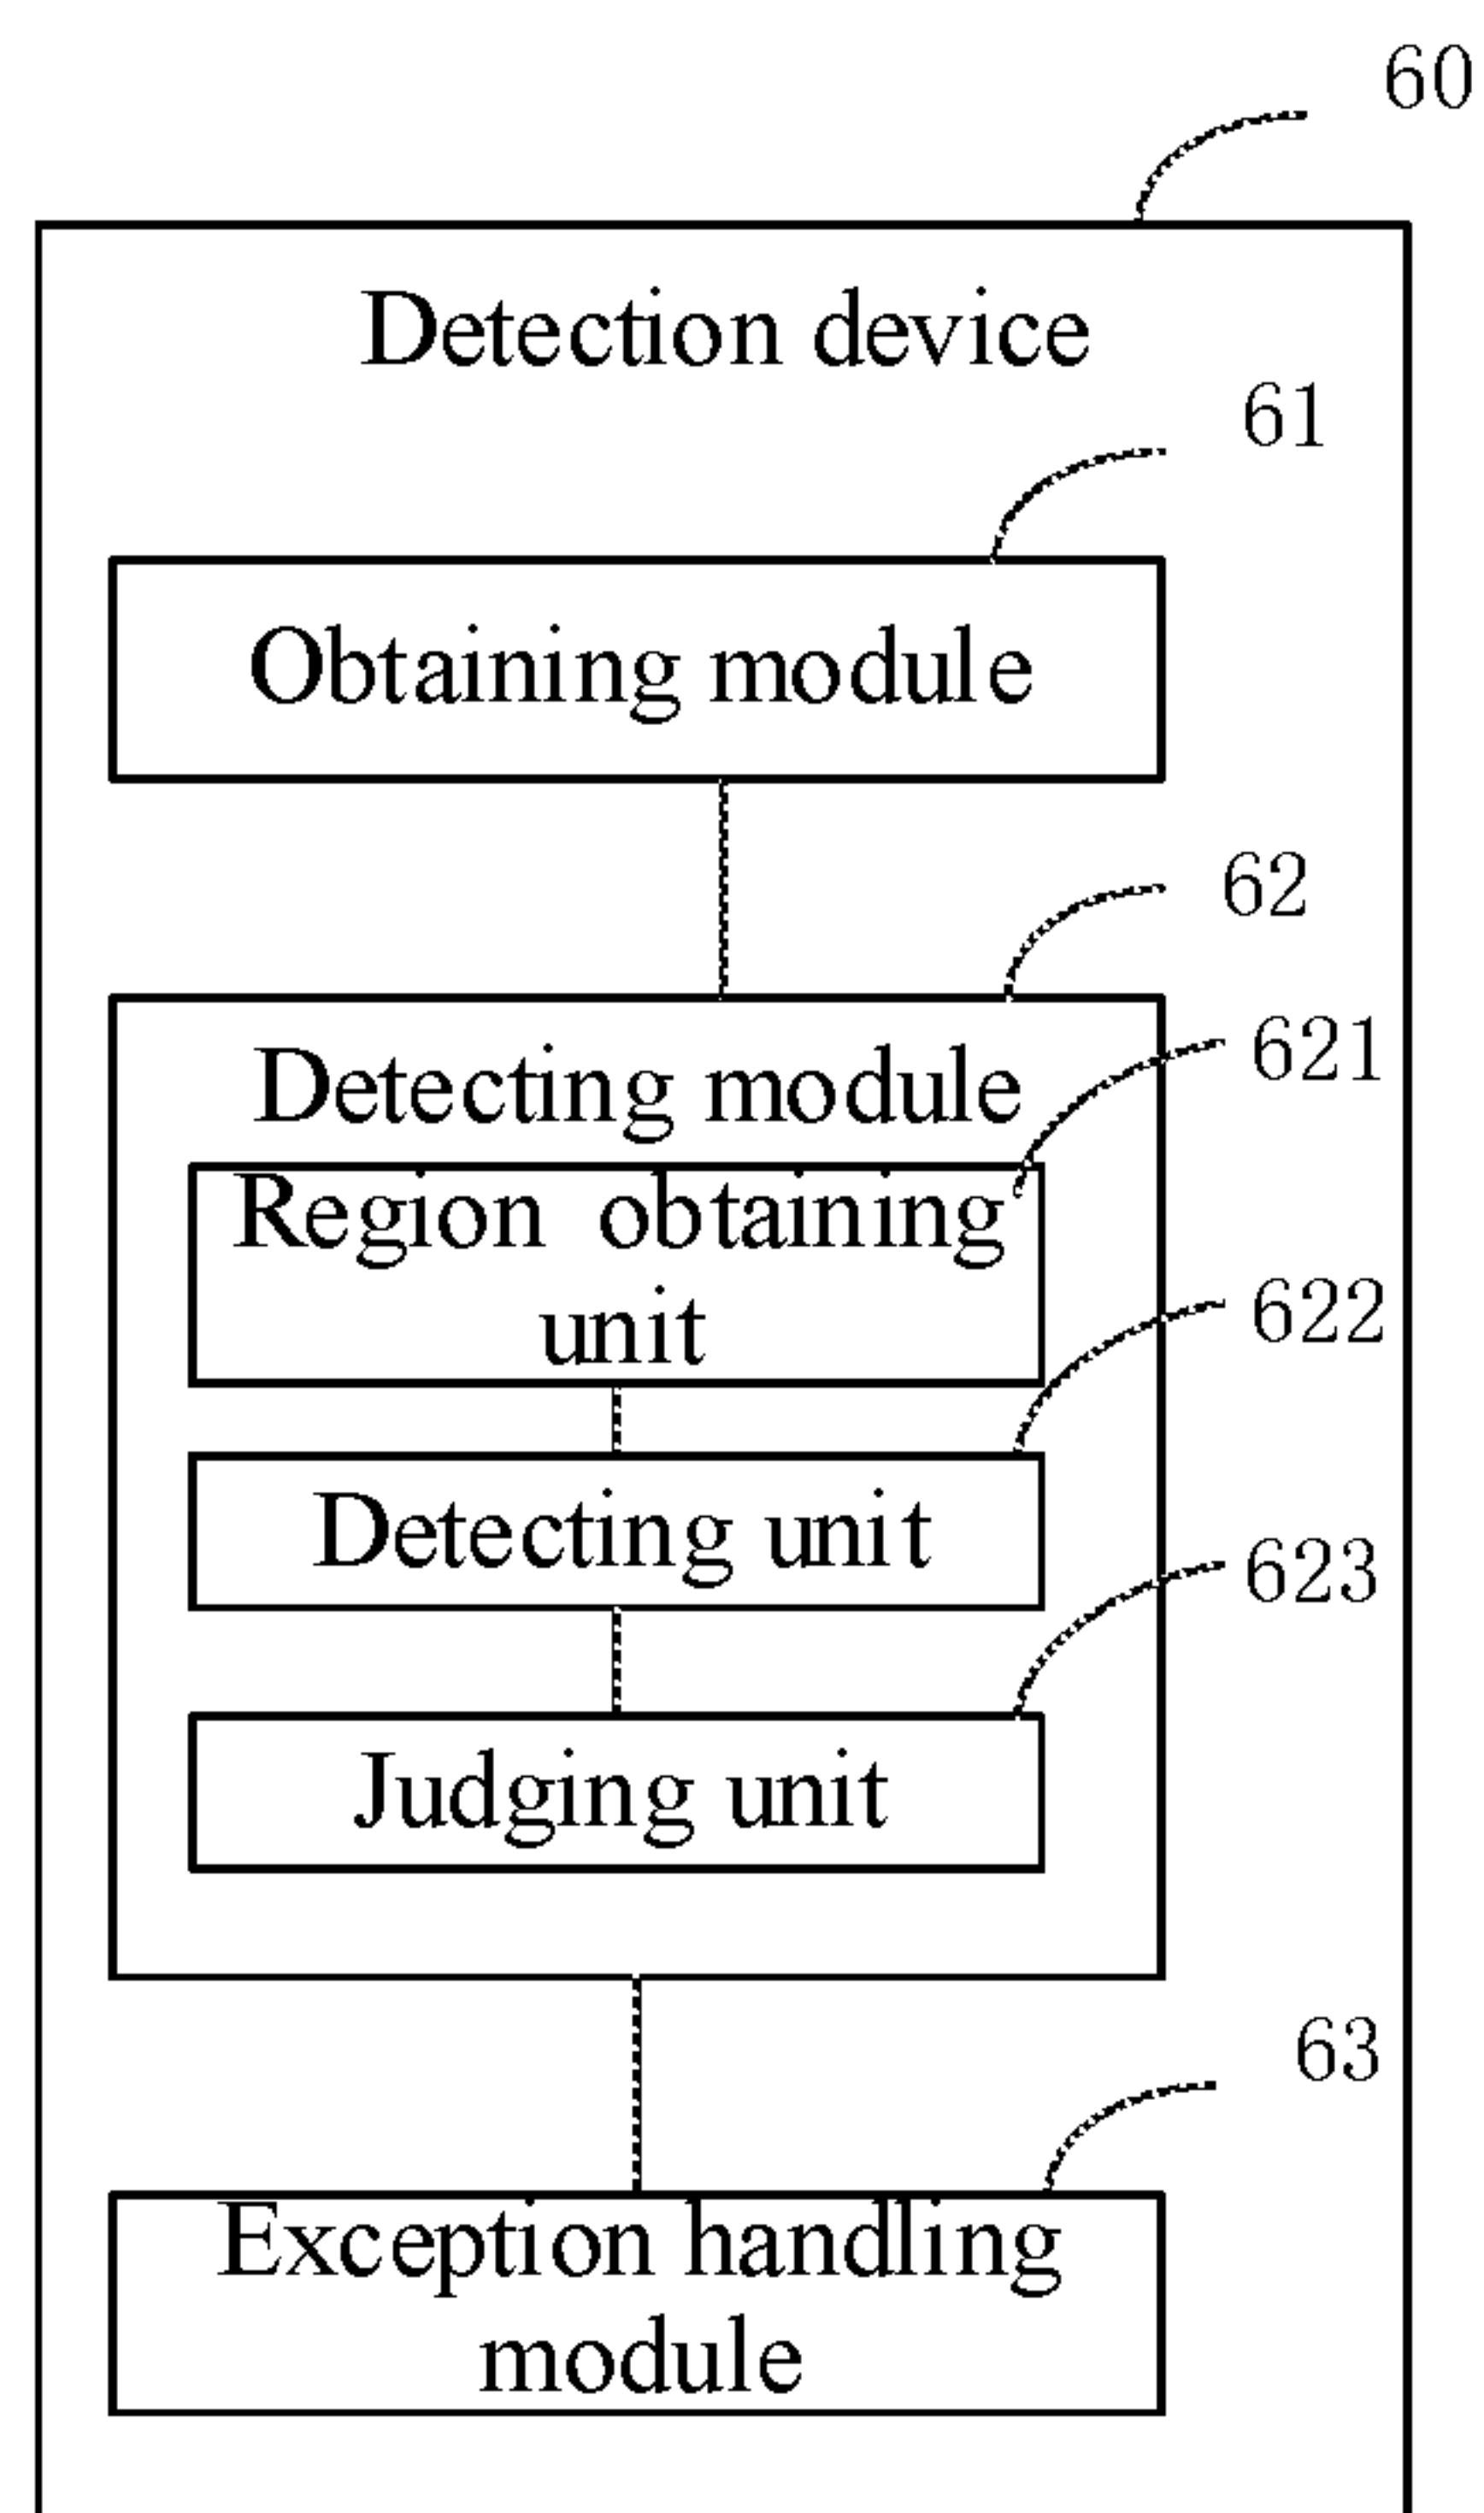 60
Detection device
61
Obtaining module
62
Detecting module
621
Region obtaining
unit
622
Detecting unit
623
Judging unit
63
Exception handling
module